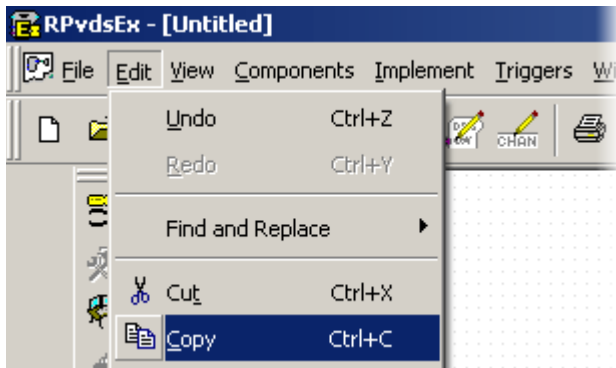 RPvdsEx - [Untitled]
File Edit View Components Implement Triggers Wi
CHAN
Undo Ctrl+Z
Redo Ctrl+Y
Find and Replace
Cut Ctrl+X
Copy Ctrl+C